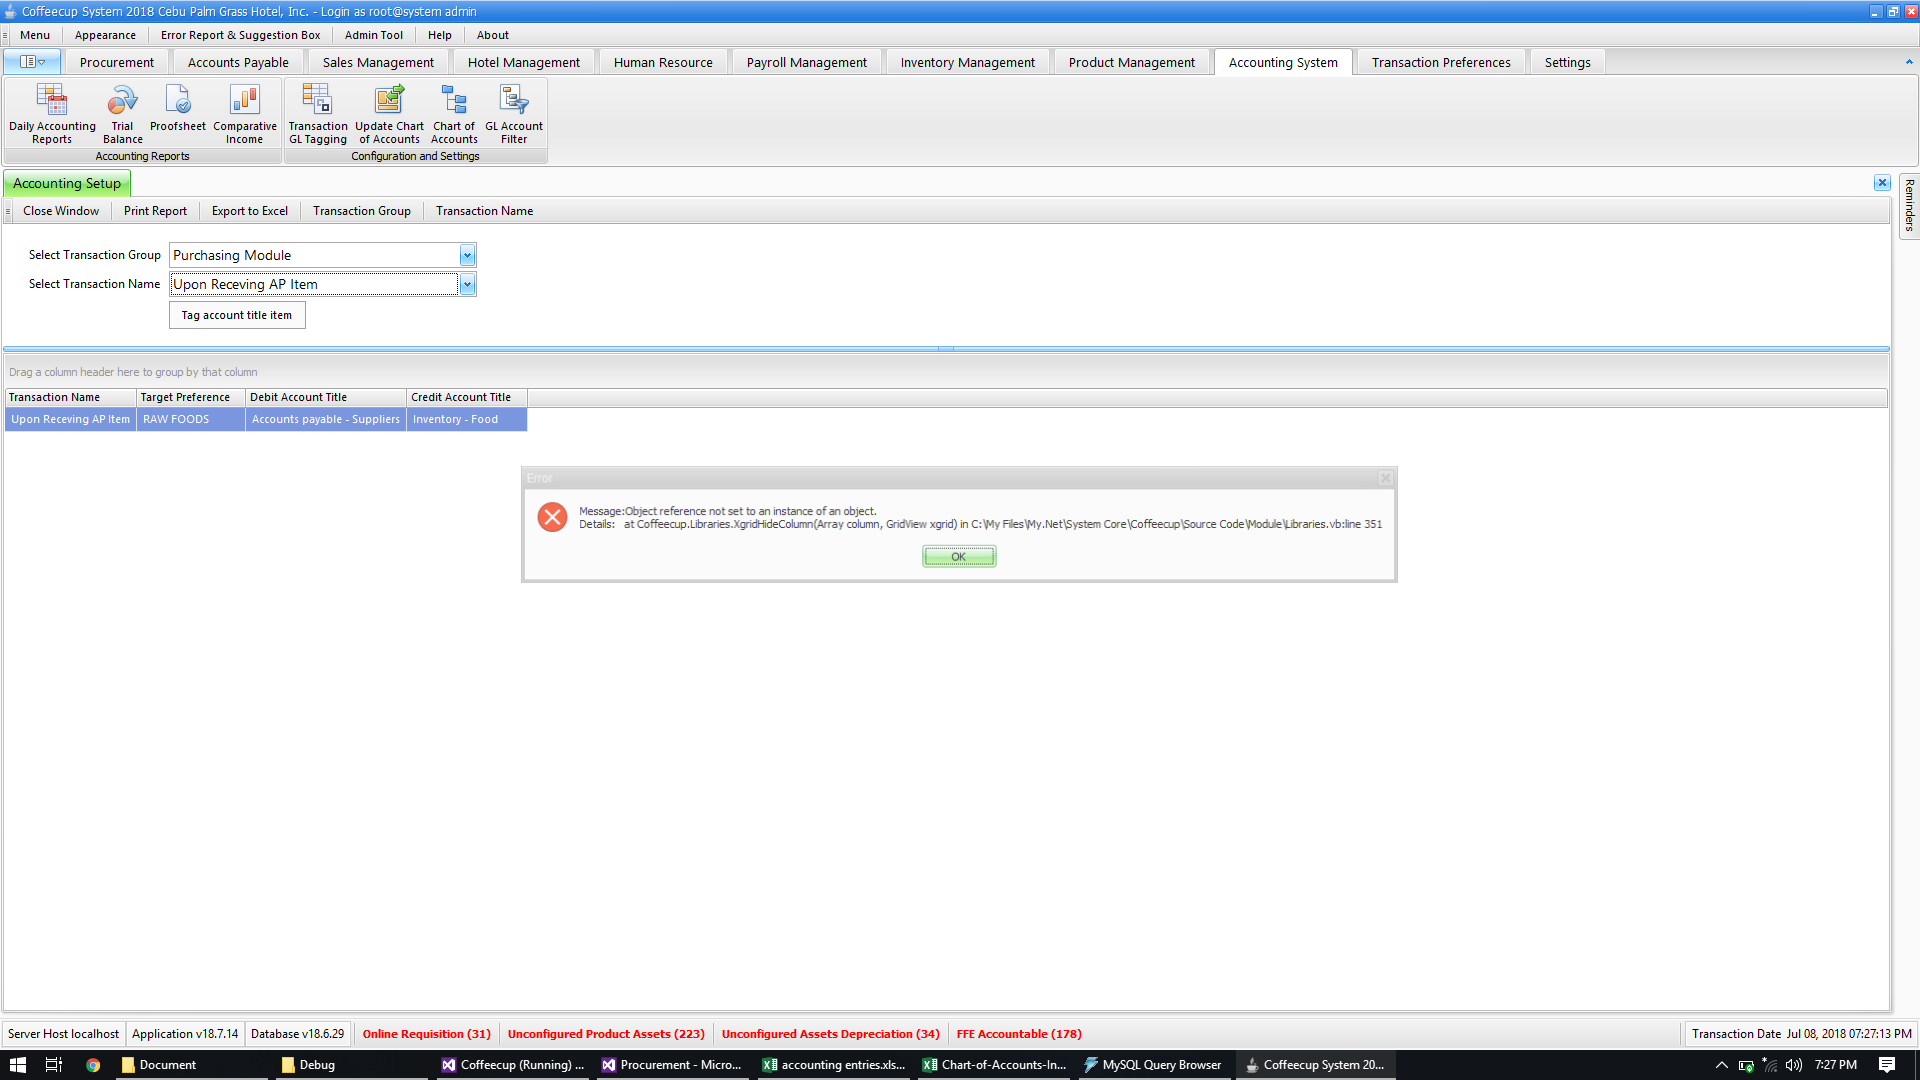 Coffeecup System 2018 Cebu Palm Grass Hotel, Inc. - Login as root@system admin
Menu Appearance Error Report & Suggestion Box Admin Tool Help About
Procurement Accounts Payable Sales Management Hotel Management Human Resource Payroll Management Inventory Management Product Management Accounting System Transaction Preferences Settings
Daily Accounting Reports
Trial Balance
Proofsheet
Comparative Income
Transaction GL Tagging
Update Chart of Accounts
Chart of Accounts
GL Account Filter
Accounting Reports Configuration and Settings
Accounting Setup
Reminders
Close Window Print Report Export to Excel Transaction Group Transaction Name
Select Transaction Group Purchasing Module
Select Transaction Name Upon Receving AP Item
Tag account title item
Drag a column header here to group by that column
Transaction Name Target Preference Debit Account Title Credit Account Title
Upon Receving AP Item RAW FOODS Accounts payable - Suppliers Inventory - Food
Error
Message:Object reference not set to an instance of an object.
Details: at Coffeecup.Libraries.XgridHideColumn(Array column, GridView xgrid) in C:\My Files\My.Net\System Core\Coffeecup\Source Code\Module\Libraries.vb:line 351
OK
Server Host localhost Application v18.7.14 Database v18.6.29 Online Requisition (31) Unconfigured Product Assets (223) Unconfigured Assets Depreciation (34) FFE Accountable (178) Transaction Date Jul 08, 2018 07:27:13 PM
Document Debug Coffeecup (Running) ... Procurement - Micro... accounting entries.xls... Chart-of-Accounts-In... MySQL Query Browser Coffeecup System 20... 7:27 PM